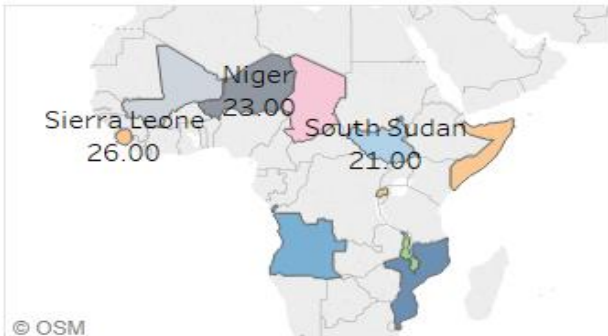 Niger
23.00
Sierra Leone
26.00
South Sudan
21.00
© OSM